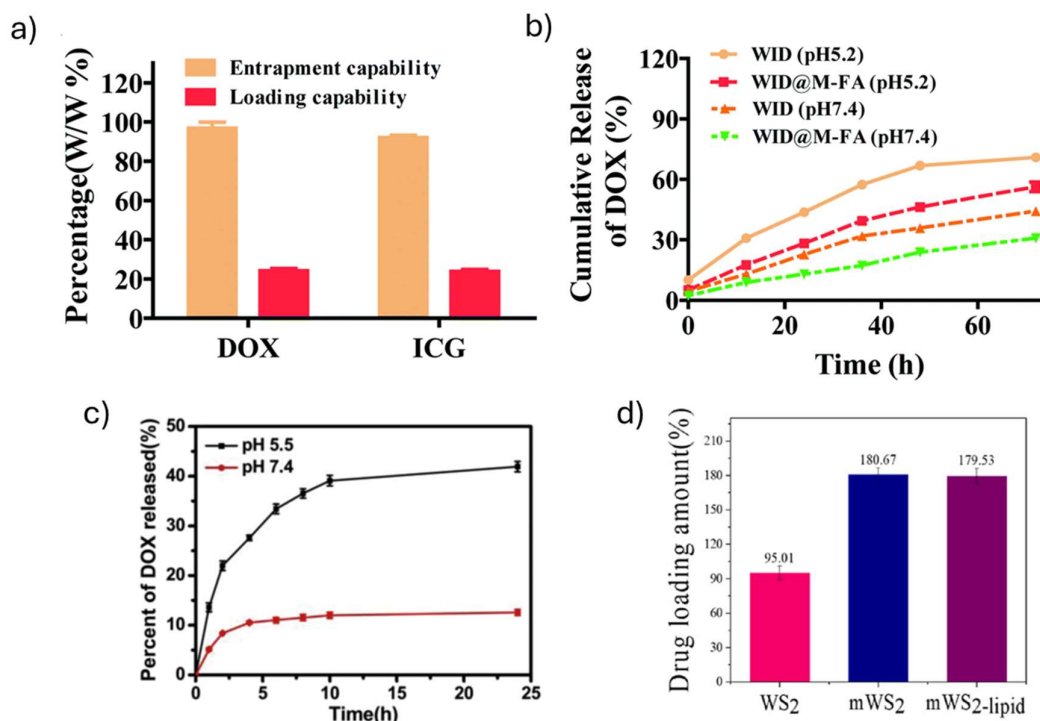 a)
Percentage(W/W %)
120
100
80
60
40
20
0
Entrapment capability
Loading capability
DOX ICG
b)
Cumulative Release
of DOX (%)
120
90
60
30
0
WID (pH5.2)
WID@M-FA (pH5.2)
WID (pH7.4)
WID@M-FA (pH7.4)
0 20 40 60
Time (h)
c)
Percent of DOX released(%)
50
40
30
20
10
0
pH 5.5
pH 7.4
0 5 10 15 20 25
Time(h)
d)
Drug loading amount(%)
210
180
150
120
90
60
30
0
95.01
180.67
179.53
WS2 mWS2 mWS2-lipid